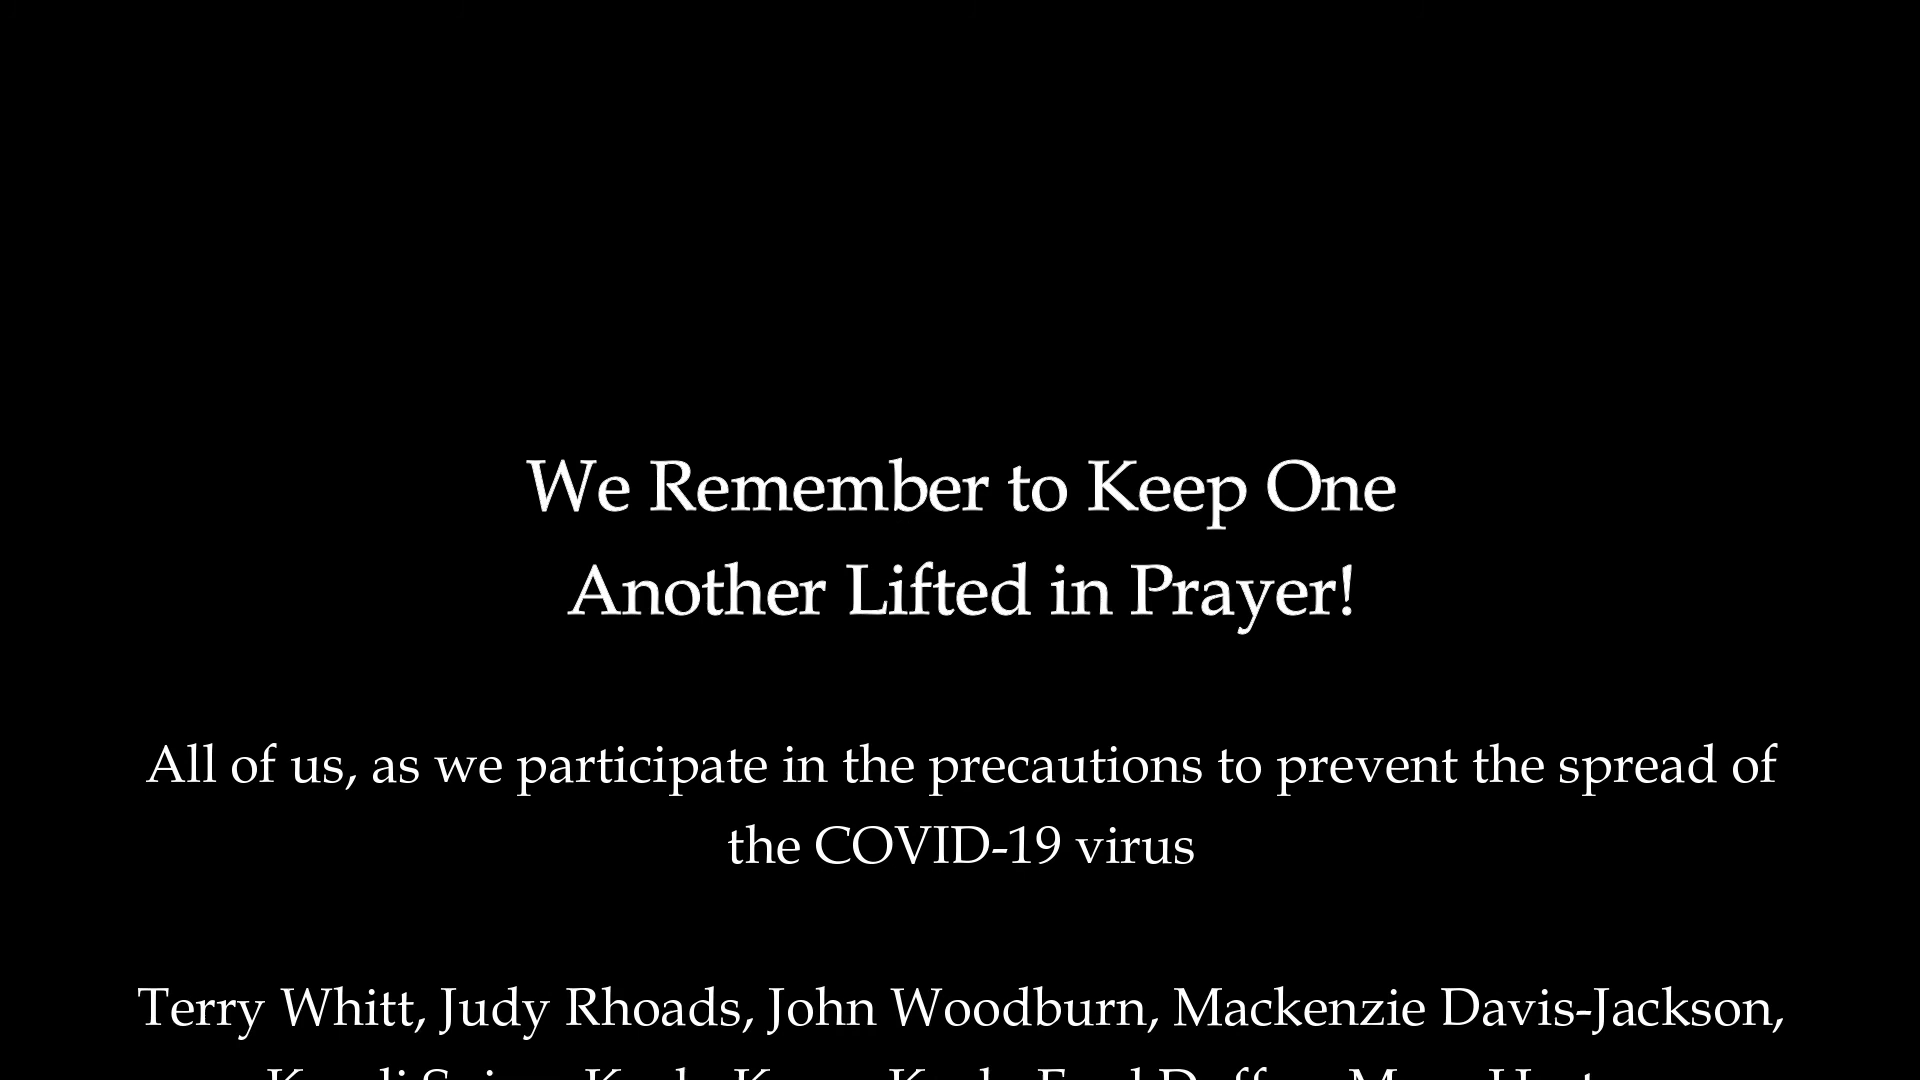 We Remember to Keep One
Another Lifted in Prayer!
All of us, as we participate in the precautions to prevent the spread of
the COVID-19 virus
Terry Whitt, Judy Rhoads, John Woodburn, Mackenzie Davis-Jackson,